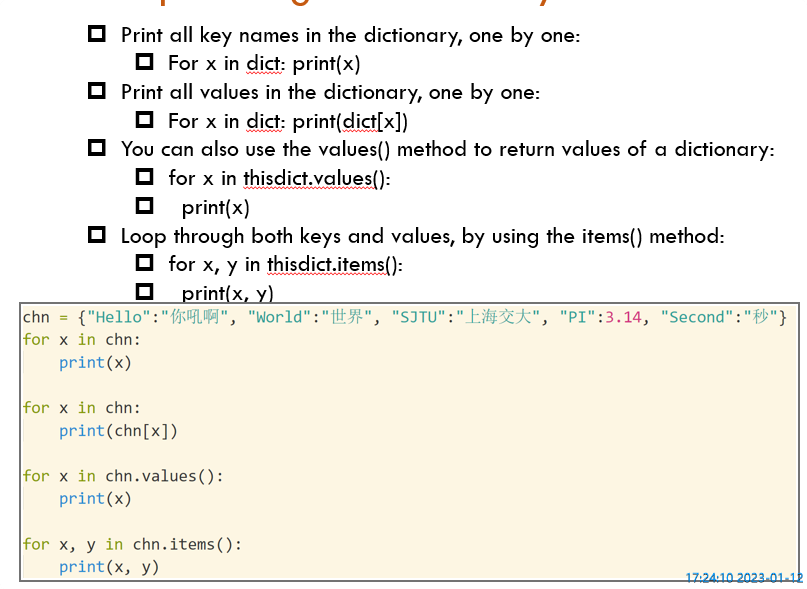 Print all key names in the dictionary, one by one:
For x in dict: print(x)
Print all values in the dictionary, one by one:
For x in dict: print(dict[x])
You can also use the values() method to return values of a dictionary:
for x in thisdict.values():
print(x)
Loop through both keys and values, by using the items() method:
for x, y in thisdict.items():
print(x, y)
chn = {"Hello":"你吼啊", "World":"世界", "SJTU":"上海交大", "PI":3.14, "Second":"秒"}
for x in chn:
    print(x)
for x in chn:
    print(chn[x])
for x in chn.values():
    print(x)
for x, y in chn.items():
    print(x, y)
17:24:10 2023-01-12